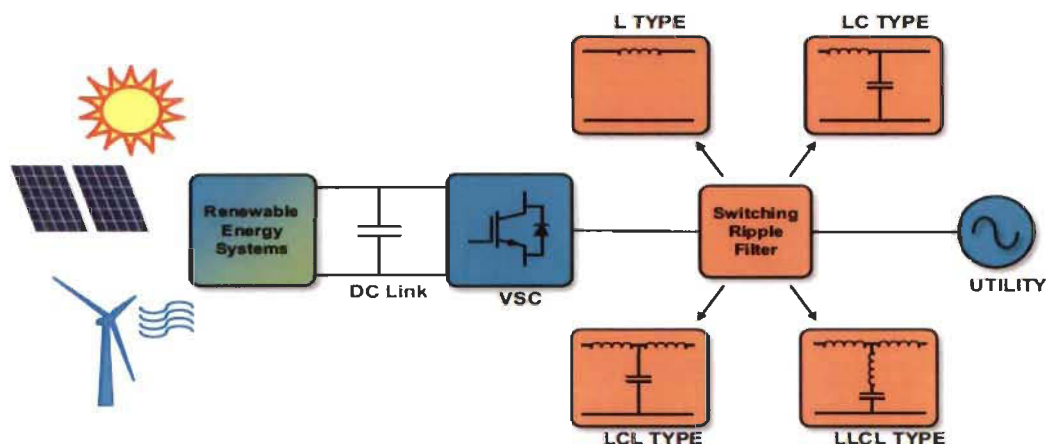 L TYPE
LC TYPE
Renewable
Energy
Systems
DC Link
VSC
Switching
Ripple
Filter
UTILITY
LCL TYPE
LLCL TYPE